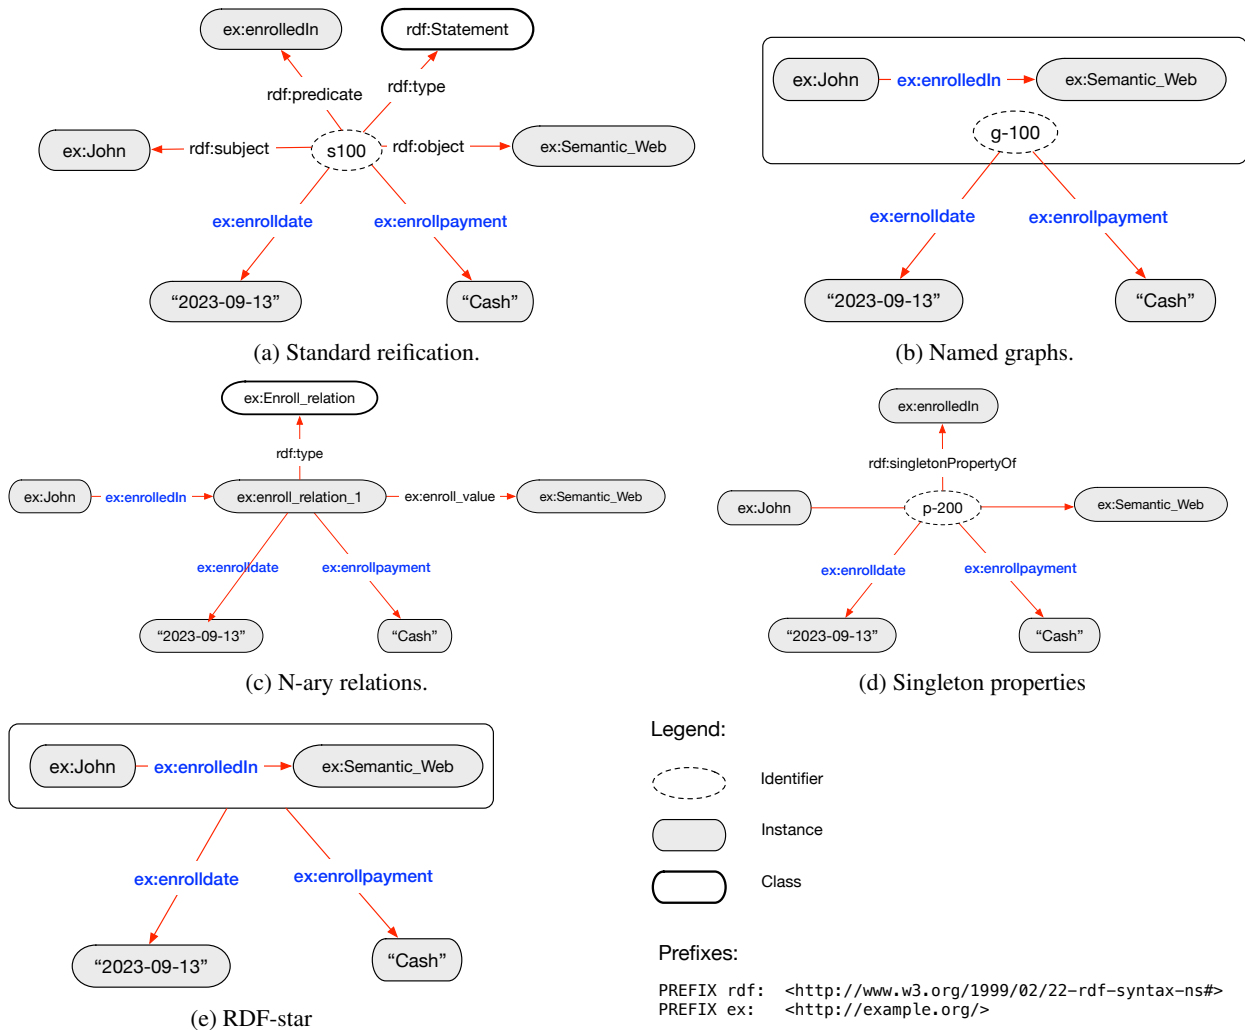 ex:enrolledIn
rdf:Statement
rdf:predicate
rdf:type
ex:John
rdf:subject
s100
rdf:object
ex:Semantic_Web
ex:enrolldate
ex:enrollpayment
“2023-09-13”
“Cash”
(a) Standard reification.
ex:John
ex:enrolledIn
ex:Semantic_Web
g-100
ex:ernolldate
ex:enrollpayment
“2023-09-13”
“Cash”
(b) Named graphs.
ex:Enroll_relation
rdf:type
ex:John
ex:enrolledIn
ex:enroll_relation_1
ex:enroll_value
ex:Semantic_Web
ex:enrolldate
ex:enrollpayment
“2023-09-13”
“Cash”
(c) N-ary relations.
ex:enrolledIn
rdf:singletonPropertyOf
ex:John
p-200
ex:Semantic_Web
ex:enrolldate
ex:enrollpayment
“2023-09-13”
“Cash”
(d) Singleton properties
ex:John
ex:enrolledIn
ex:Semantic_Web
ex:enrolldate
ex:enrollpayment
“2023-09-13”
“Cash”
(e) RDF-star
Legend:
Identifier
Instance
Class
Prefixes:
PREFIX rdf: <http://www.w3.org/1999/02/22-rdf-syntax-ns#>
PREFIX ex: <http://example.org/>